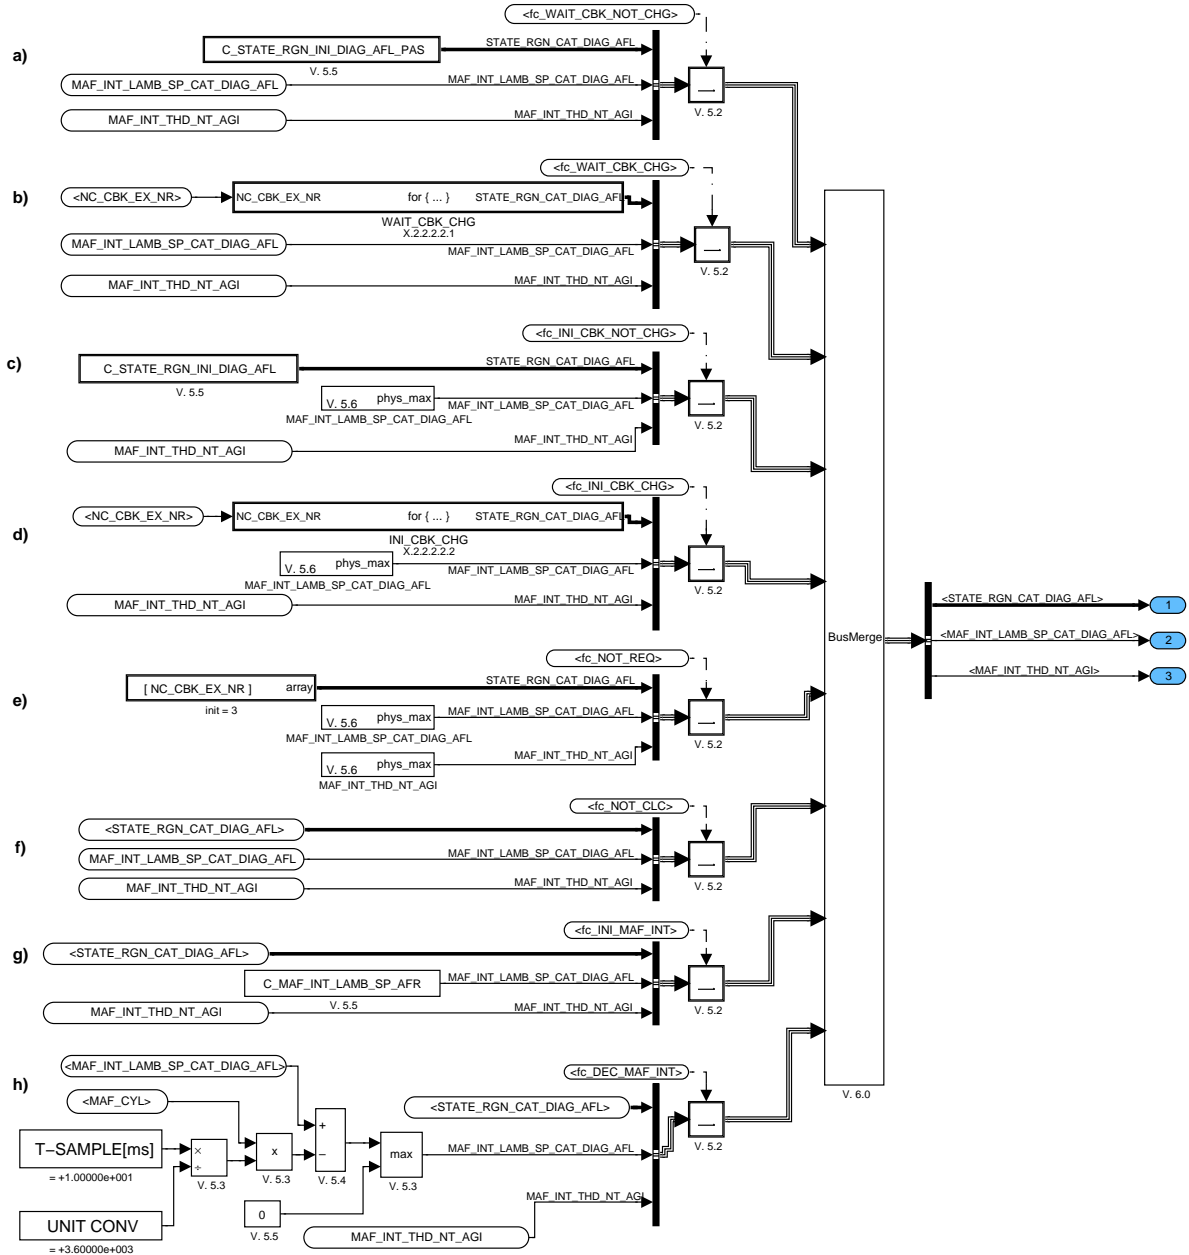 <fc_WAIT_CBK_NOT_CHG>
a)
C_STATE_RGN_INI_DIAG_AFL_PAS
STATE_RGN_CAT_DIAG_AFL
V. 5.5
MAF_INT_LAMB_SP_CAT_DIAG_AFL
MAF_INT_LAMB_SP_CAT_DIAG_AFL
V. 5.2
MAF_INT_THD_NT_AGI
MAF_INT_THD_NT_AGI
<fc_WAIT_CBK_CHG>
b)
<NC_CBK_EX_NR>
NC_CBK_EX_NR for { ... } STATE_RGN_CAT_DIAG_AFL
WAIT_CBK_CHG
X.2.2.2.2.1
MAF_INT_LAMB_SP_CAT_DIAG_AFL
MAF_INT_LAMB_SP_CAT_DIAG_AFL
V. 5.2
MAF_INT_THD_NT_AGI
MAF_INT_THD_NT_AGI
<fc_INI_CBK_NOT_CHG>
c)
C_STATE_RGN_INI_DIAG_AFL
STATE_RGN_CAT_DIAG_AFL
V. 5.5
V. 5.6 phys_max
MAF_INT_LAMB_SP_CAT_DIAG_AFL
MAF_INT_LAMB_SP_CAT_DIAG_AFL
V. 5.2
MAF_INT_THD_NT_AGI
MAF_INT_THD_NT_AGI
<fc_INI_CBK_CHG>
d)
<NC_CBK_EX_NR>
NC_CBK_EX_NR for { ... } STATE_RGN_CAT_DIAG_AFL
INI_CBK_CHG
X.2.2.2.2.2
V. 5.6 phys_max
MAF_INT_LAMB_SP_CAT_DIAG_AFL
MAF_INT_LAMB_SP_CAT_DIAG_AFL
V. 5.2
MAF_INT_THD_NT_AGI
MAF_INT_THD_NT_AGI
BusMerge
<STATE_RGN_CAT_DIAG_AFL>
1
<MAF_INT_LAMB_SP_CAT_DIAG_AFL>
2
<MAF_INT_THD_NT_AGI>
3
<fc_NOT_REQ>
e)
[ NC_CBK_EX_NR ] array
init = 3
STATE_RGN_CAT_DIAG_AFL
V. 5.6 phys_max
MAF_INT_LAMB_SP_CAT_DIAG_AFL
MAF_INT_LAMB_SP_CAT_DIAG_AFL
V. 5.2
V. 5.6 phys_max
MAF_INT_THD_NT_AGI
MAF_INT_THD_NT_AGI
<fc_NOT_CLC>
f)
<STATE_RGN_CAT_DIAG_AFL>
MAF_INT_LAMB_SP_CAT_DIAG_AFL
MAF_INT_LAMB_SP_CAT_DIAG_AFL
V. 5.2
MAF_INT_THD_NT_AGI
MAF_INT_THD_NT_AGI
<fc_INI_MAF_INT>
g)
<STATE_RGN_CAT_DIAG_AFL>
C_MAF_INT_LAMB_SP_AFR
MAF_INT_LAMB_SP_CAT_DIAG_AFL
V. 5.5
V. 5.2
MAF_INT_THD_NT_AGI
MAF_INT_THD_NT_AGI
<fc_DEC_MAF_INT>
h)
<MAF_INT_LAMB_SP_CAT_DIAG_AFL>
<MAF_CYL>
<STATE_RGN_CAT_DIAG_AFL>
V. 5.2
V. 6.0
T−SAMPLE[ms]
= +1.00000e+001
×
÷
V. 5.3
x
V. 5.3
+
−
V. 5.4
max
V. 5.3
MAF_INT_LAMB_SP_CAT_DIAG_AFL
0
V. 5.5
UNIT CONV
= +3.60000e+003
MAF_INT_THD_NT_AGI
MAF_INT_THD_NT_AGI